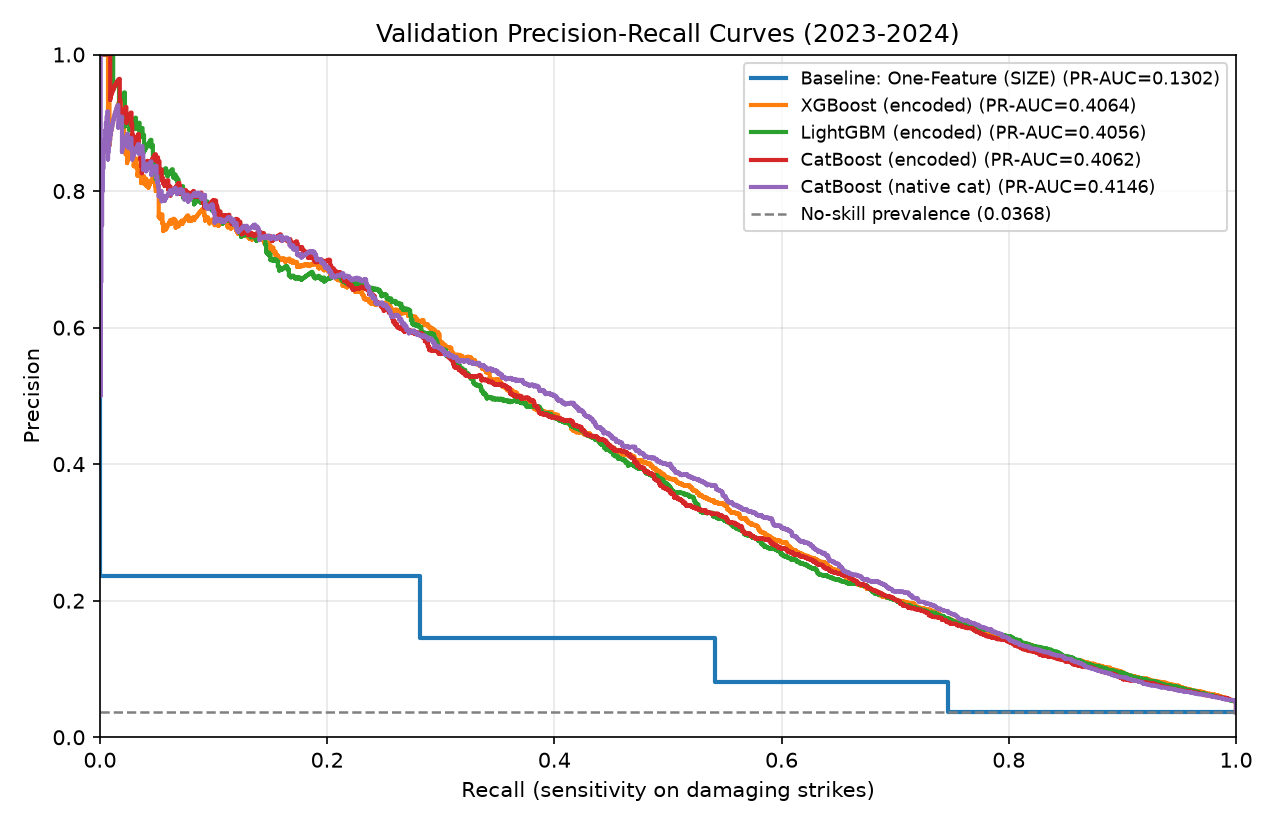 Validation Precision-Recall Curves (2023-2024)
Baseline: One-Feature (SIZE) (PR-AUC=0.1302)
XGBoost (encoded) (PR-AUC=0.4064)
LightGBM (encoded) (PR-AUC=0.4056)
CatBoost (encoded) (PR-AUC=0.4062)
CatBoost (native cat) (PR-AUC=0.4146)
No-skill prevalence (0.0368)
Precision
1.0
0.8
0.6
0.4
0.2
0.0
0.0 0.2 0.4 0.6 0.8 1.0
Recall (sensitivity on damaging strikes)